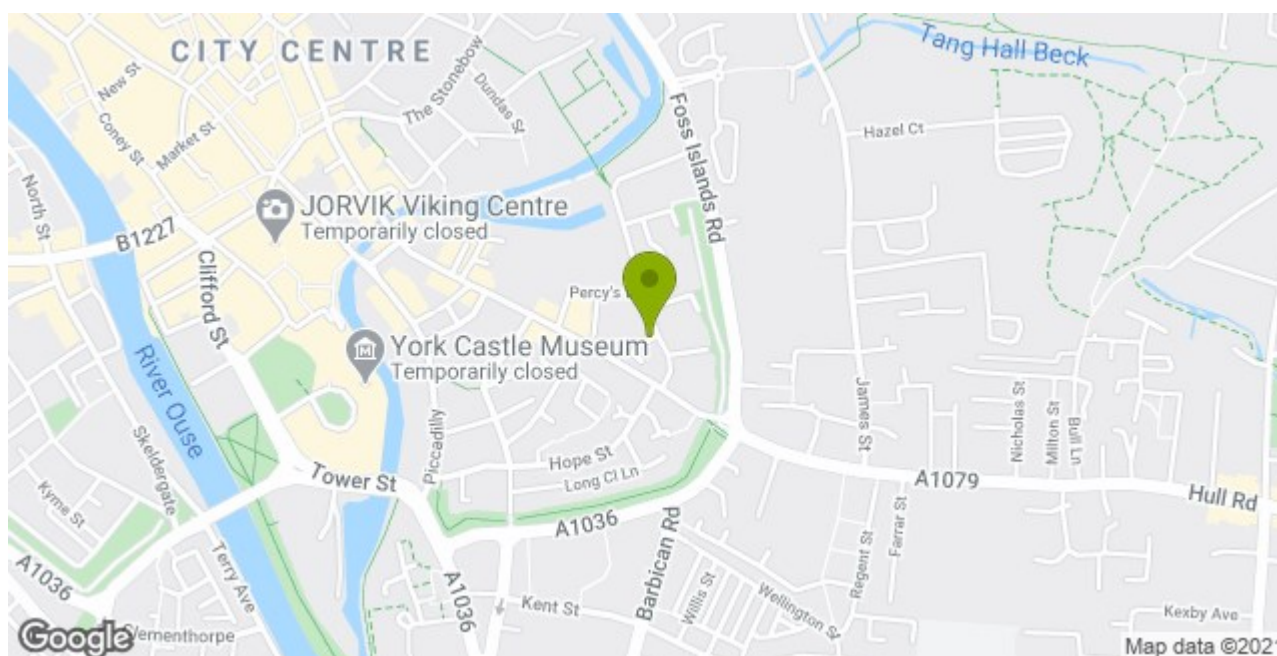 CITY CENTRE
Tang Hall Beck
New St
The Stonebow
Dundas St
Coney St
Market St
Foss Islands Rd
Hazel Ct
North St
JORVIK Viking Centre
Temporarily closed
B1227
Clifford St
Percy's
York Castle Museum
Temporarily closed
River Ouse
Piccadilly
James St
Nicholas St
Milton St
Bull Ln
Skeldergate
Hope St
Long Cl Ln
Tower St
A1079
Hull Rd
Kyme St
A1036
Barbican Rd
Regent St
Farrar St
A1036
Terry Ave
A1036
Kent St
Willis St
Wellington St
Kexby Ave
Google
lementhorpe
Map data ©202